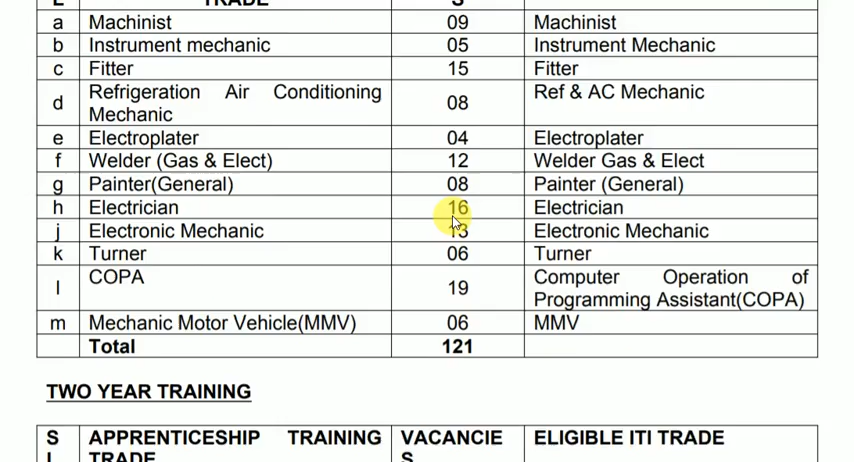 L TRADE S
a Machinist 09 Machinist
b Instrument mechanic 05 Instrument Mechanic
c Fitter 15 Fitter
d Refrigeration Air Conditioning Mechanic 08 Ref & AC Mechanic
e Electroplater 04 Electroplater
f Welder (Gas & Elect) 12 Welder Gas & Elect
g Painter(General) 08 Painter (General)
h Electrician 16 Electrician
j Electronic Mechanic 13 Electronic Mechanic
k Turner 06 Turner
l COPA 19 Computer Operation of Programming Assistant(COPA)
m Mechanic Motor Vehicle(MMV) 06 MMV
Total 121
TWO YEAR TRAINING
S APPRENTICESHIP TRAINING VACANCIE ELIGIBLE ITI TRADE
L TRADE S